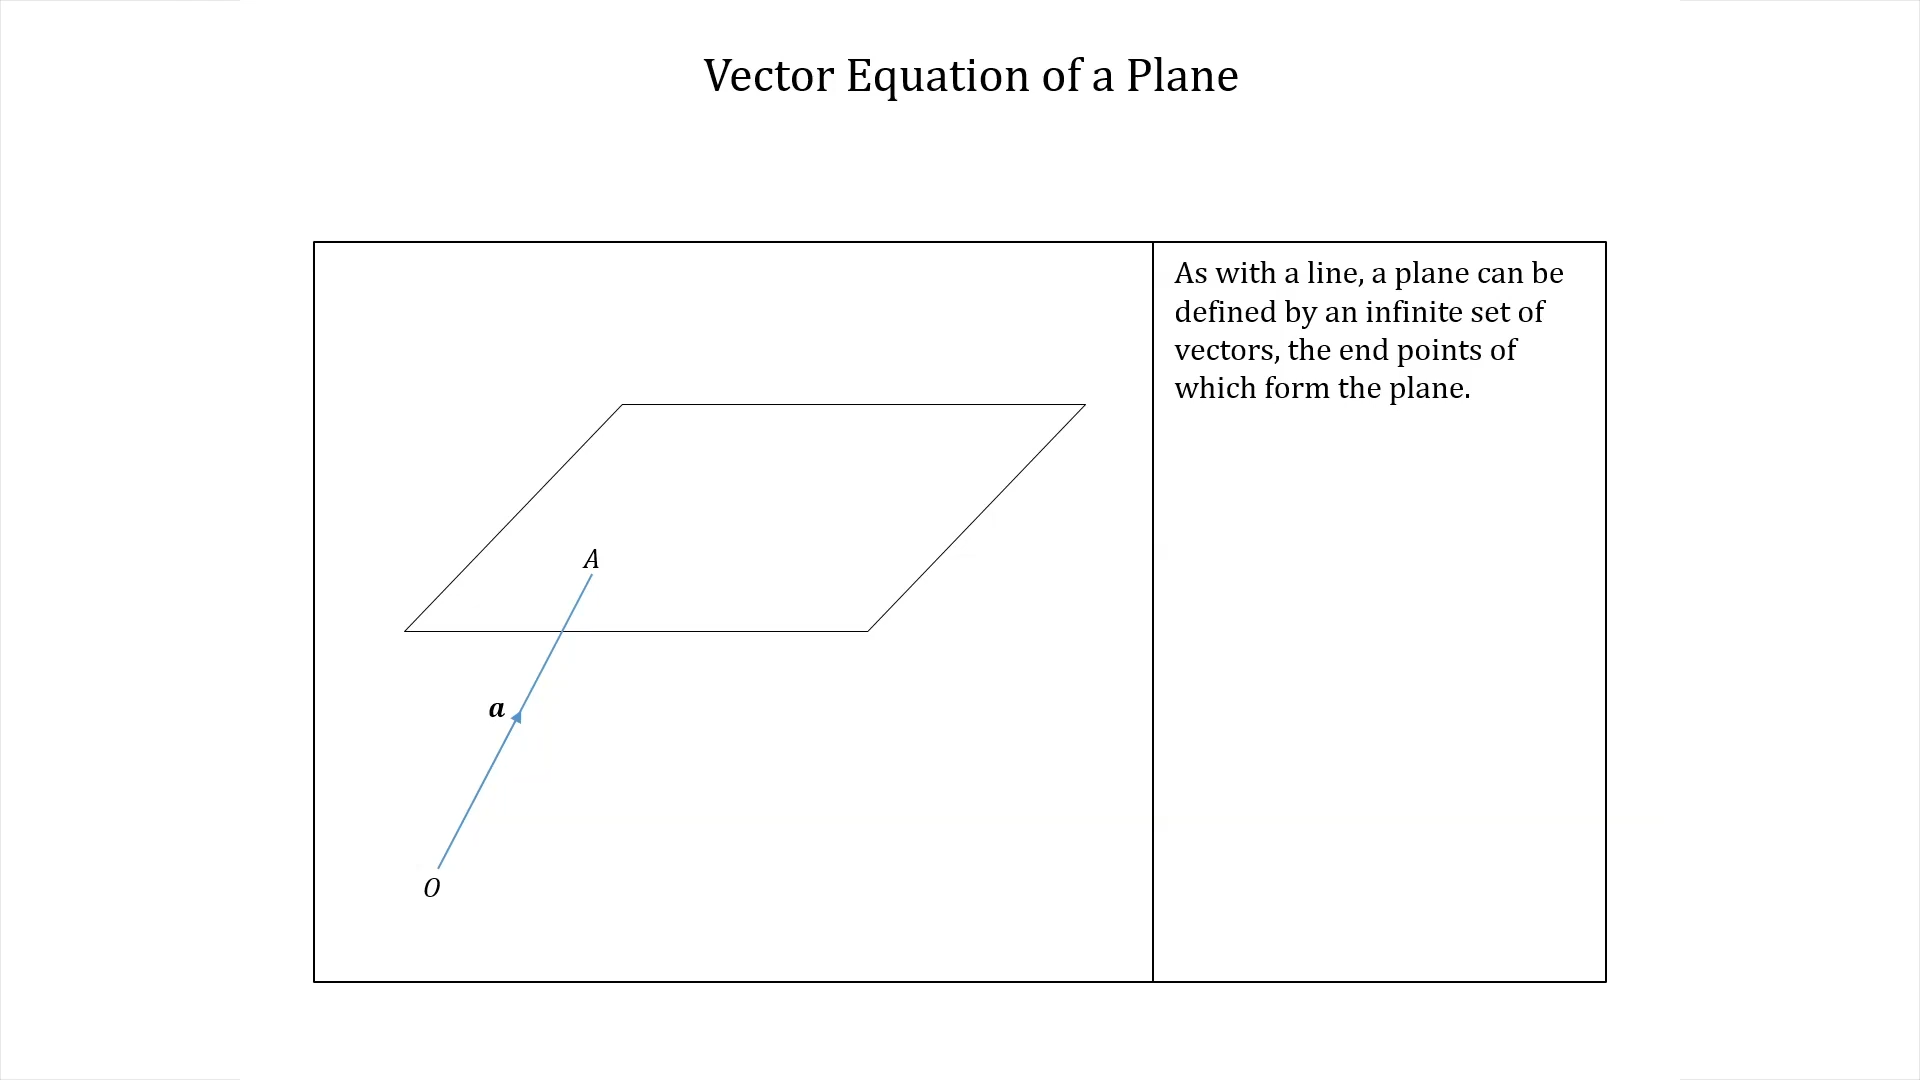 Vector Equation of a Plane
As with a line, a plane can be
defined by an infinite set of
vectors, the end points of
which form the plane.
A
a
O